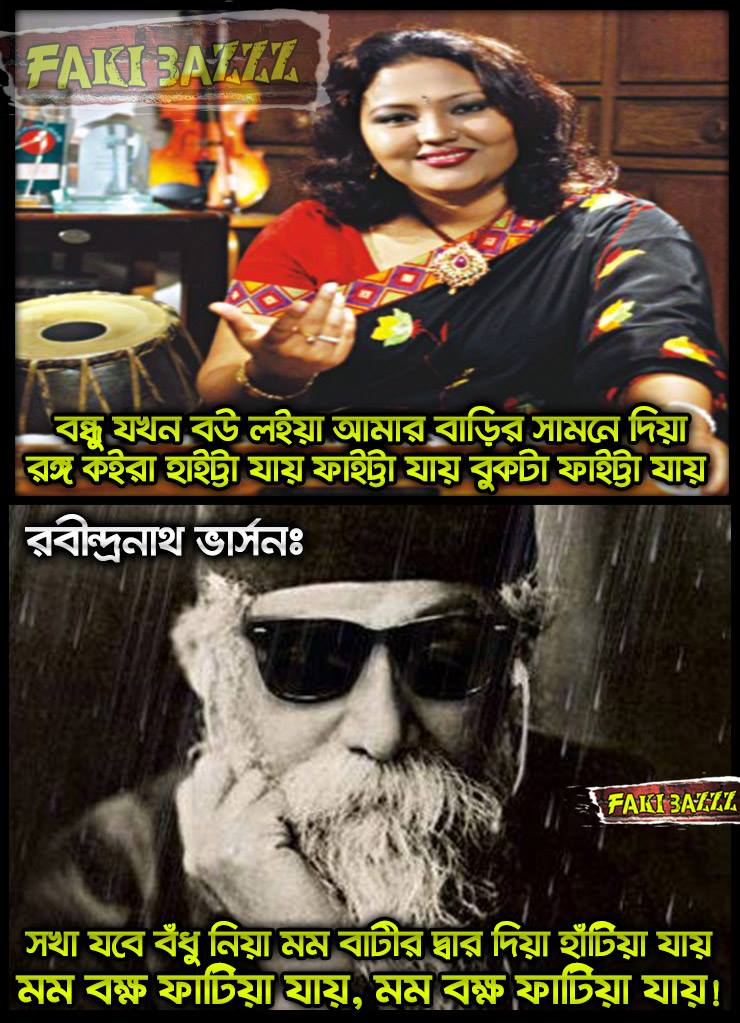 FAKI BAZZZ
বন্ধু যখন বউ লইয়া আমার বাড়ির সামনে দিয়া
রঙ্গ কইরা হাইট্টা যায় ফাইট্টা যায় বুকটা ফাইট্টা যায়
রবীন্দ্রনাথ ভার্সনঃ
FAKI BAZZZ
সখা যবে বঁধু নিয়া মম বাটীর দ্বার দিয়া হাঁটিয়া যায়
মম বক্ষ ফাটিয়া যায়, মম বক্ষ ফাটিয়া যায়!